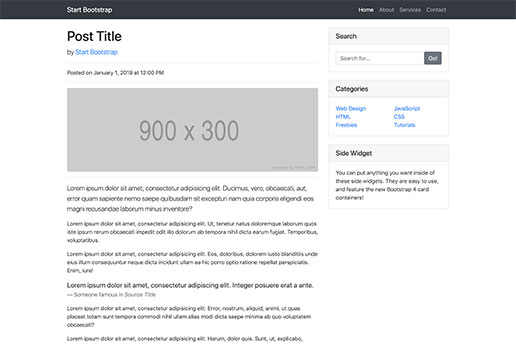 Start Bootstrap
Home About Services Contact
Post Title
by Start Bootstrap
Posted on January 1, 2019 at 12:00 PM
900 x 300
Powered by HTML.COM
Lorem ipsum dolor sit amet, consectetur adipisicing elit. Ducimus, vero, obcaecati, aut,
error quam sapiente nemo saepe quibusdam sit excepturi nam quia corporis eligendi eos
magni recusandae laborum minus inventore?
Lorem ipsum dolor sit amet, consectetur adipisicing elit. Ut, tenetur natus doloremque laborum quos
iste ipsum rerum obcaecati impedit odit illo dolorum ab tempora nihil dicta earum fugiat. Temporibus,
voluptatibus.
Lorem ipsum dolor sit amet, consectetur adipisicing elit. Eos, doloribus, dolorem iusto blanditiis unde
eius illum consequuntur neque dicta incidunt ullam ea hic porro optio ratione repellat perspiciatis.
Enim, iure!
Lorem ipsum dolor sit amet, consectetur adipiscing elit. Integer posuere erat a ante.
— Someone famous in Source Title
Lorem ipsum dolor sit amet, consectetur adipisicing elit. Error, nostrum, aliquid, animi, ut quas
placeat totam sunt tempora commodi nihil ullam alias modi dicta saepe minima ab quo voluptatem
obcaecati?
Lorem ipsum dolor sit amet, consectetur adipisicing elit. Harum, dolor quis. Sunt, ut, explicabo,
Search
Search for...
Go!
Categories
Web Design JavaScript
HTML CSS
Freebies Tutorials
Side Widget
You can put anything you want inside of
these side widgets. They are easy to use,
and feature the new Bootstrap 4 card
containers!